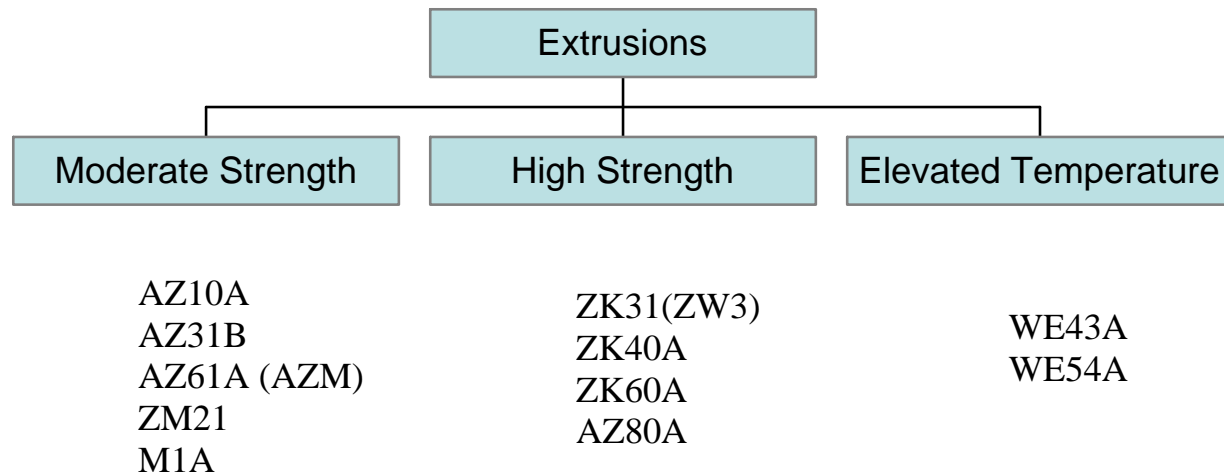 Extrusions
Moderate Strength
High Strength
Elevated Temperature
AZ10A
AZ31B
AZ61A (AZM)
ZM21
M1A
ZK31(ZW3)
ZK40A
ZK60A
AZ80A
WE43A
WE54A